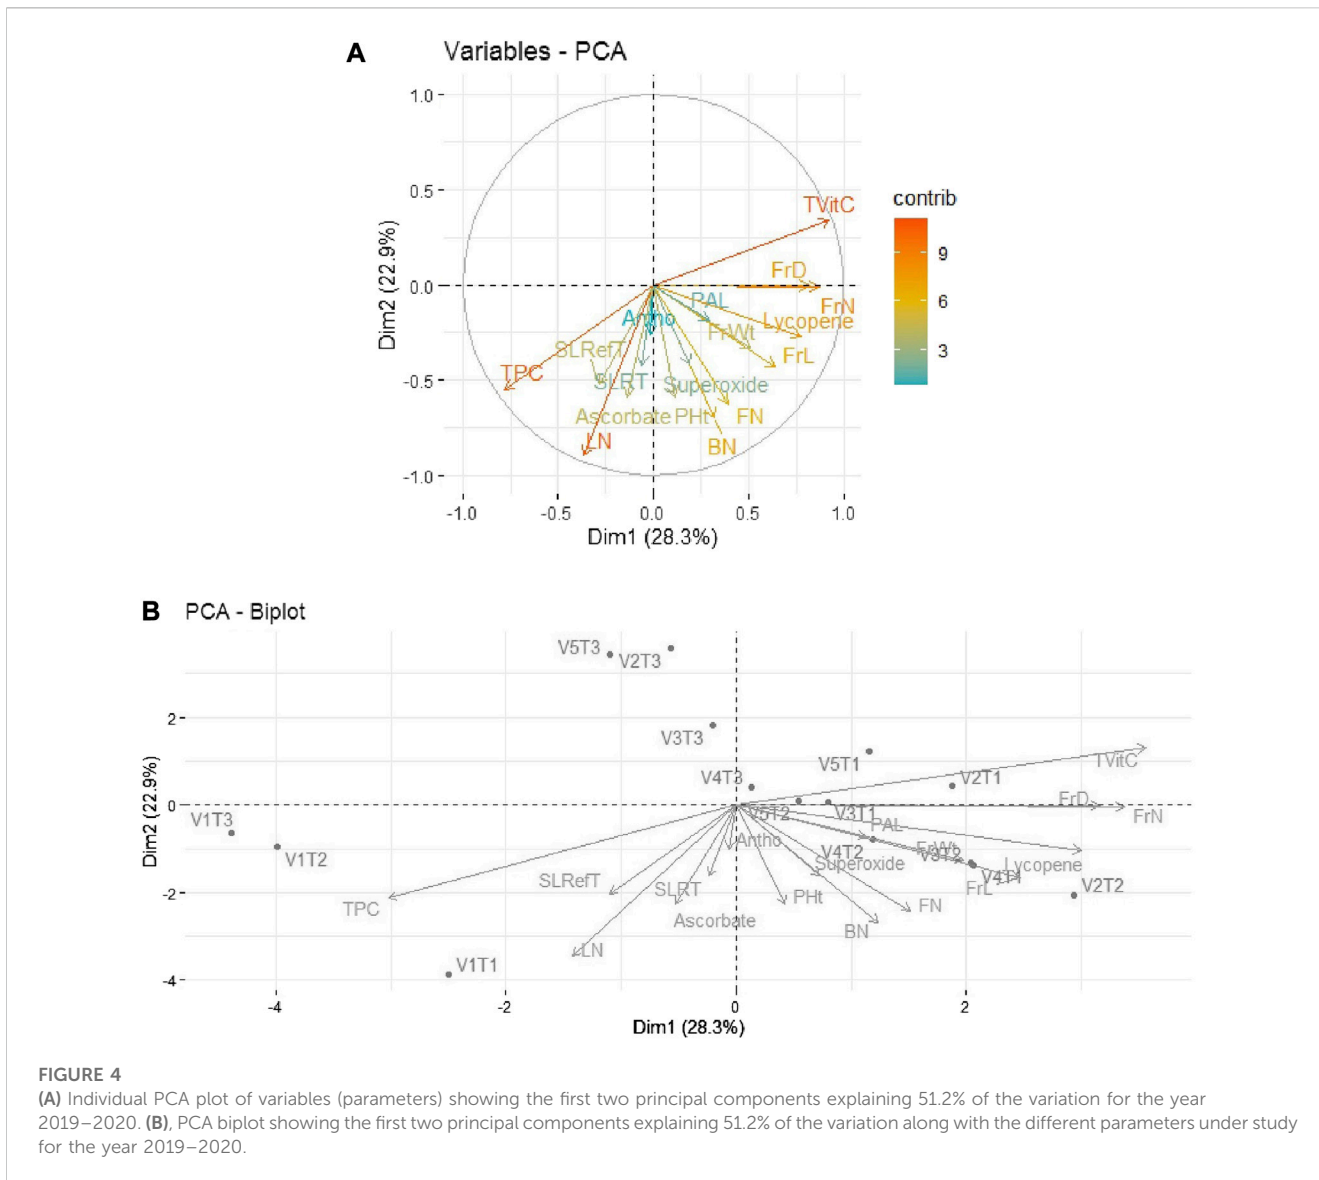 A Variables - PCA
1.0
0.5
0.0
-0.5
-1.0
Dim2 (22.9%)
TVitC
FrD
PAL
FrN
Antho
Lycopene
FrWt
SLRefT
FrL
TPC
SLRT
Superoxide
Ascorbate PHt FN
LN
BN
-1.0 -0.5 0.0 0.5 1.0
Dim1 (28.3%)
contrib
9
6
3
B PCA - Biplot
V5T3
V2T3
2
V3T3
V5T1
TVitC
V4T3
V2T1
FrD
0
V5T2
V3T1
FrN
V1T3
PAL
Antho
V4T2
FrWt
V3T2
V1T2
Superoxide
Lycopene
SLRefT
SLRT
V4T1
FrL
V2T2
-2
PHt
TPC
FN
Ascorbate
BN
LN
V1T1
-4
Dim2 (22.9%)
-4 -2 0 2
Dim1 (28.3%)
FIGURE 4
(A) Individual PCA plot of variables (parameters) showing the first two principal components explaining 51.2% of the variation for the year
2019–2020. (B), PCA biplot showing the first two principal components explaining 51.2% of the variation along with the different parameters under study
for the year 2019–2020.